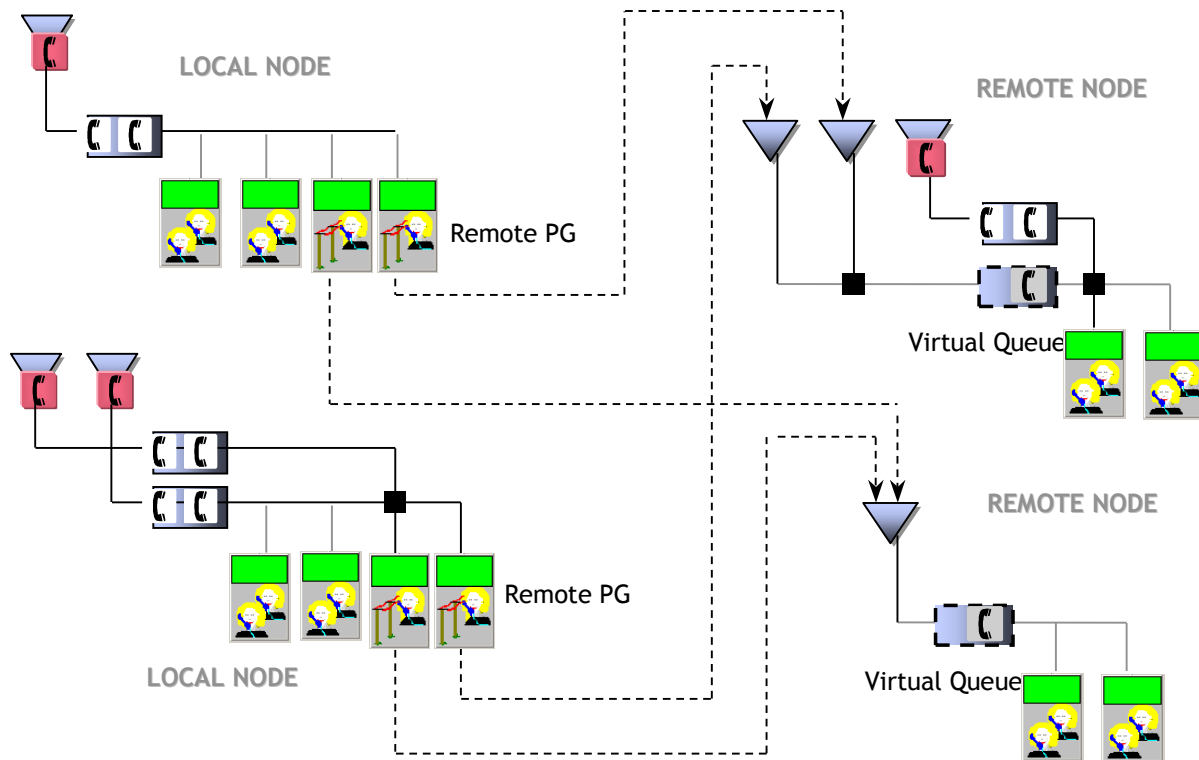 LOCAL NODE
REMOTE NODE
Remote PG
Virtual Queue
REMOTE NODE
Remote PG
LOCAL NODE
Virtual Queue